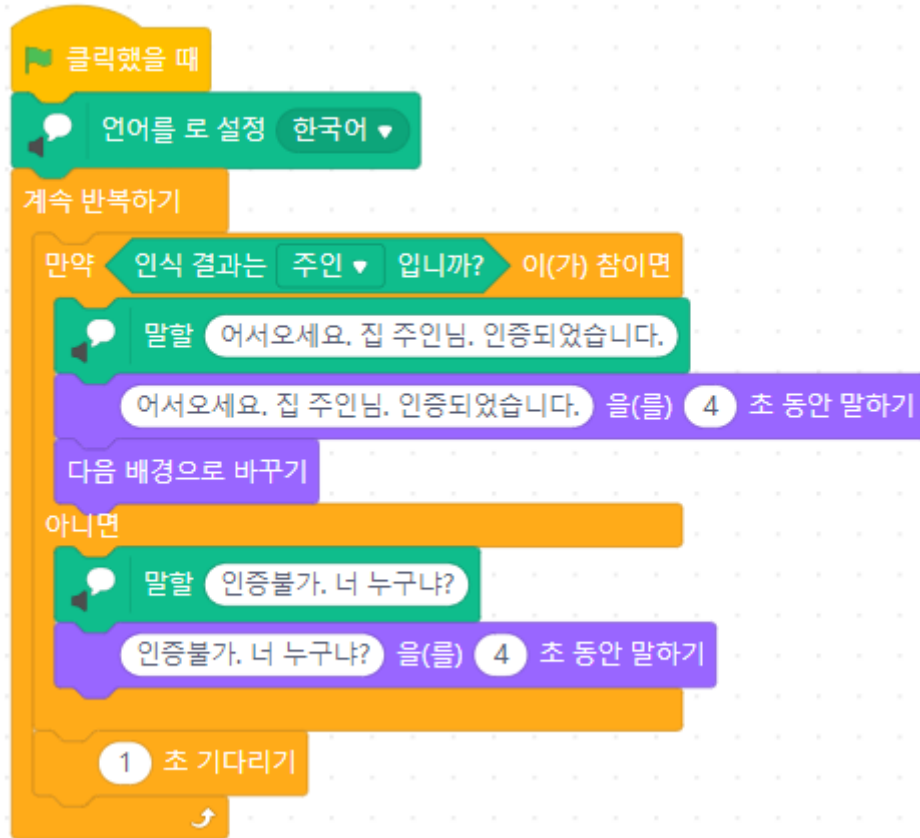 클릭했을 때
언어를 로 설정 한국어
계속 반복하기
만약 인식 결과는 주인 입니까? 이(가) 참이면
말할 어서오세요. 집 주인님. 인증되었습니다.
어서오세요. 집 주인님. 인증되었습니다. 을(를) 4 초 동안 말하기
다음 배경으로 바꾸기
아니면
말할 인증불가. 너 누구냐?
인증불가. 너 누구냐? 을(를) 4 초 동안 말하기
1 초 기다리기